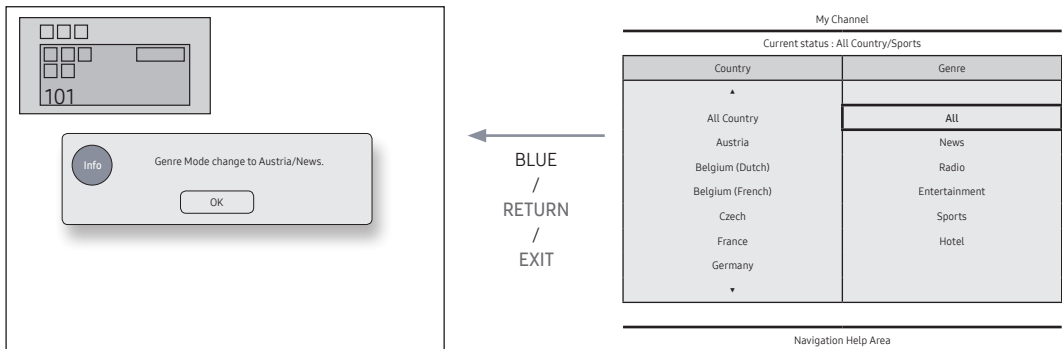 101
Info
Genre Mode change to Austria/News.
OK
BLUE
/
RETURN
/
EXIT
My Channel
Current status : All Country/Sports
Country Genre
▲
All Country All
Austria News
Belgium (Dutch) Radio
Belgium (French) Entertainment
Czech Sports
France Hotel
Germany
▼
Navigation Help Area